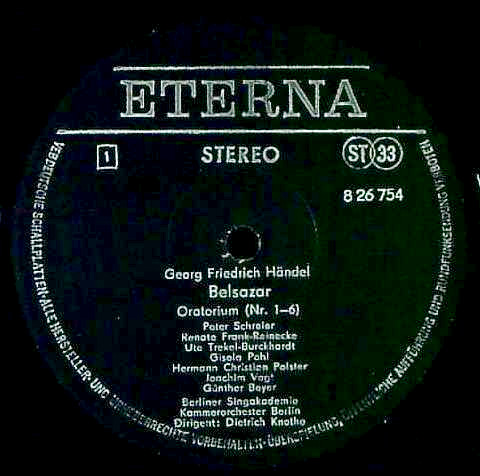 ETERNA
1
STEREO
ST 33
8 26 754
Georg Friedrich Händel
Belsazar
Oratorium (Nr. 1–6)
Peter Schreier
Renate Frank-Reinecke
Ute Trekel-Burckhardt
Gisela Pohl
Hermann Christian Polster
Joachim Vogt
Günther Beyer
Berliner Singakademie
Kammerorchester Berlin
Dirigent: Dietrich Knothe
VEB DEUTSCHE SCHALLPLATTEN · ALLE HERSTELLER- UND URHEBERRECHTE VORBEHALTEN · ÜBERSPIELUNG, ÖFFENTLICHE AUFFÜHRUNG UND RUNDFUNKSENDUNG VERBOTEN